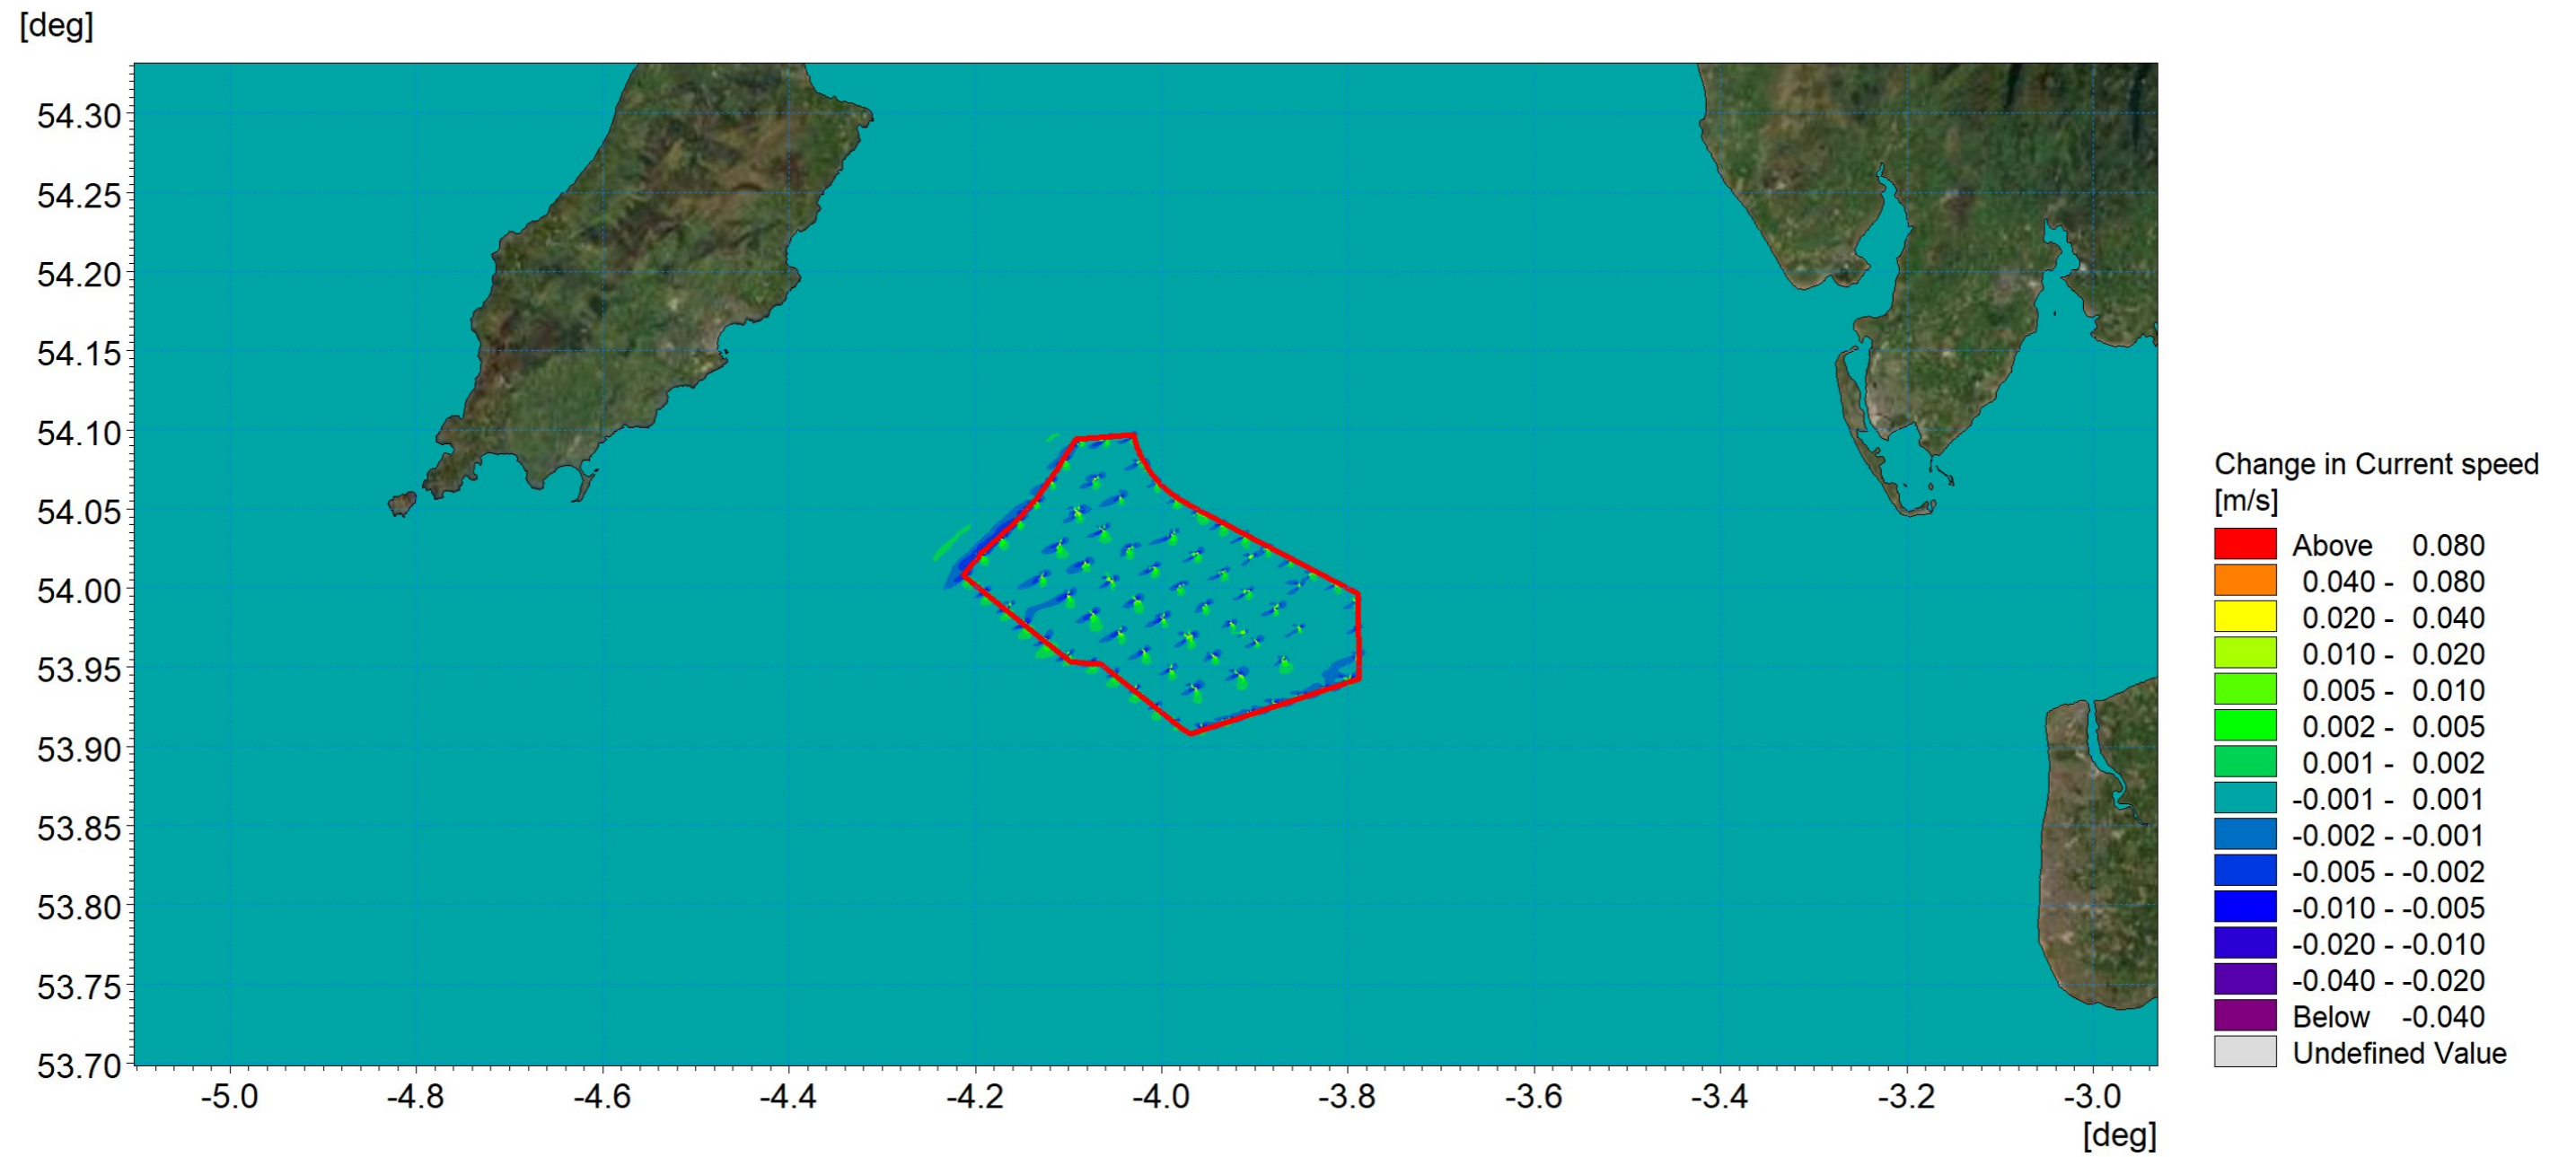 [deg]
54.30
54.25
54.20
54.15
54.10
54.05
54.00
53.95
53.90
53.85
53.80
53.75
53.70
-5.0 -4.8 -4.6 -4.4 -4.2 -4.0 -3.8 -3.6 -3.4 -3.2 -3.0
[deg]
Change in Current speed
[m/s]
Above 0.080
0.040 - 0.080
0.020 - 0.040
0.010 - 0.020
0.005 - 0.010
0.002 - 0.005
0.001 - 0.002
-0.001 - 0.001
-0.002 - -0.001
-0.005 - -0.002
-0.010 - -0.005
-0.020 - -0.010
-0.040 - -0.020
Below -0.040
Undefined Value